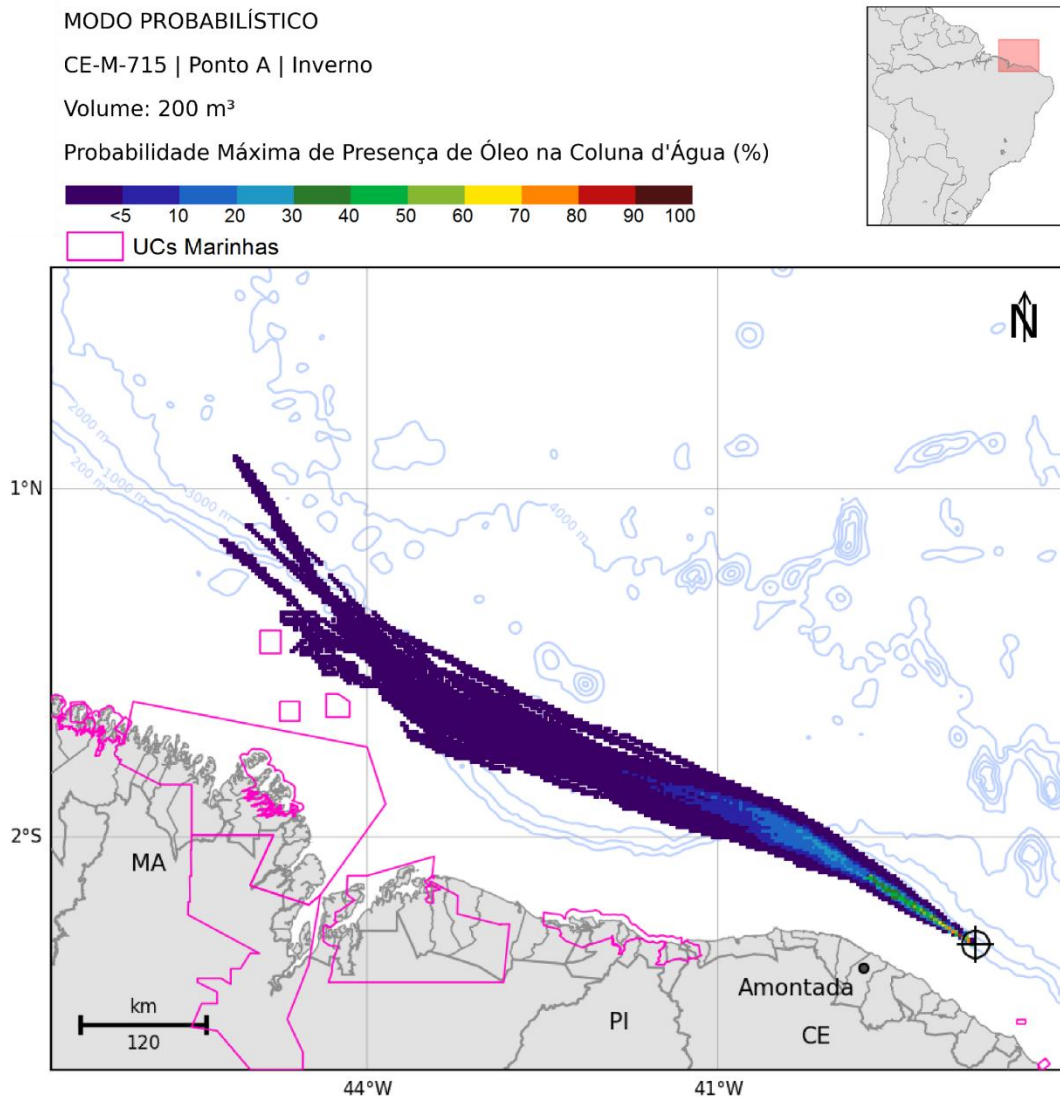 MODO PROBABILÍSTICO
CE-M-715 | Ponto A | Inverno
Volume: 200 m³
Probabilidade Máxima de Presença de Óleo na Coluna d'Água (%)
<5 10 20 30 40 50 60 70 80 90 100
UCs Marinhas
N
2000 m
200 m
1000 m
3000 m
4000 m
1°N
2°S
MA
Amontada
PI
CE
km
120
44°W 41°W